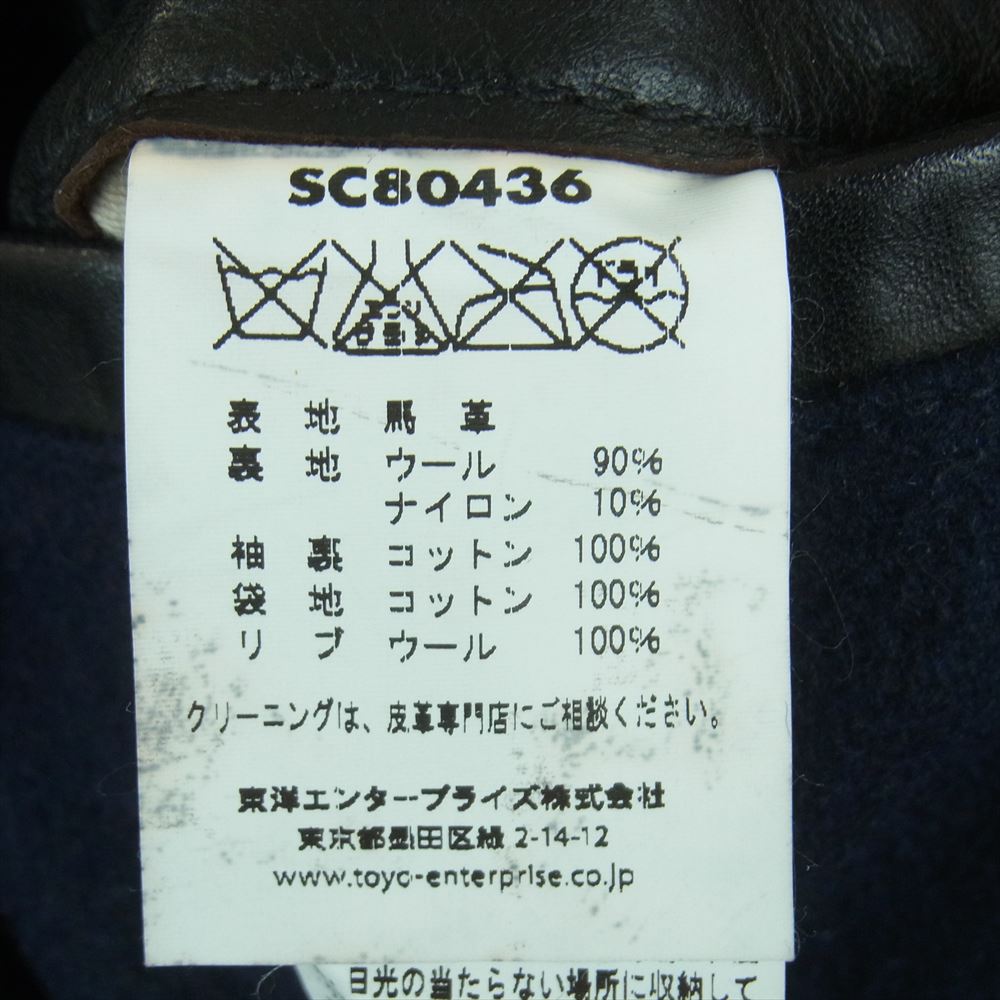 SC80436
ドライ
表地 馬革
裏地 ウール 90%
ナイロン 10%
袖裏 コットン 100%
袋地 コットン 100%
リブ ウール 100%
クリーニングは、皮革専門店にご相談ください。
東洋エンタープライズ株式会社
東京都墨田区緑 2-14-12
www.toyo-enterprise.co.jp
日光の当たらない場所に収納して